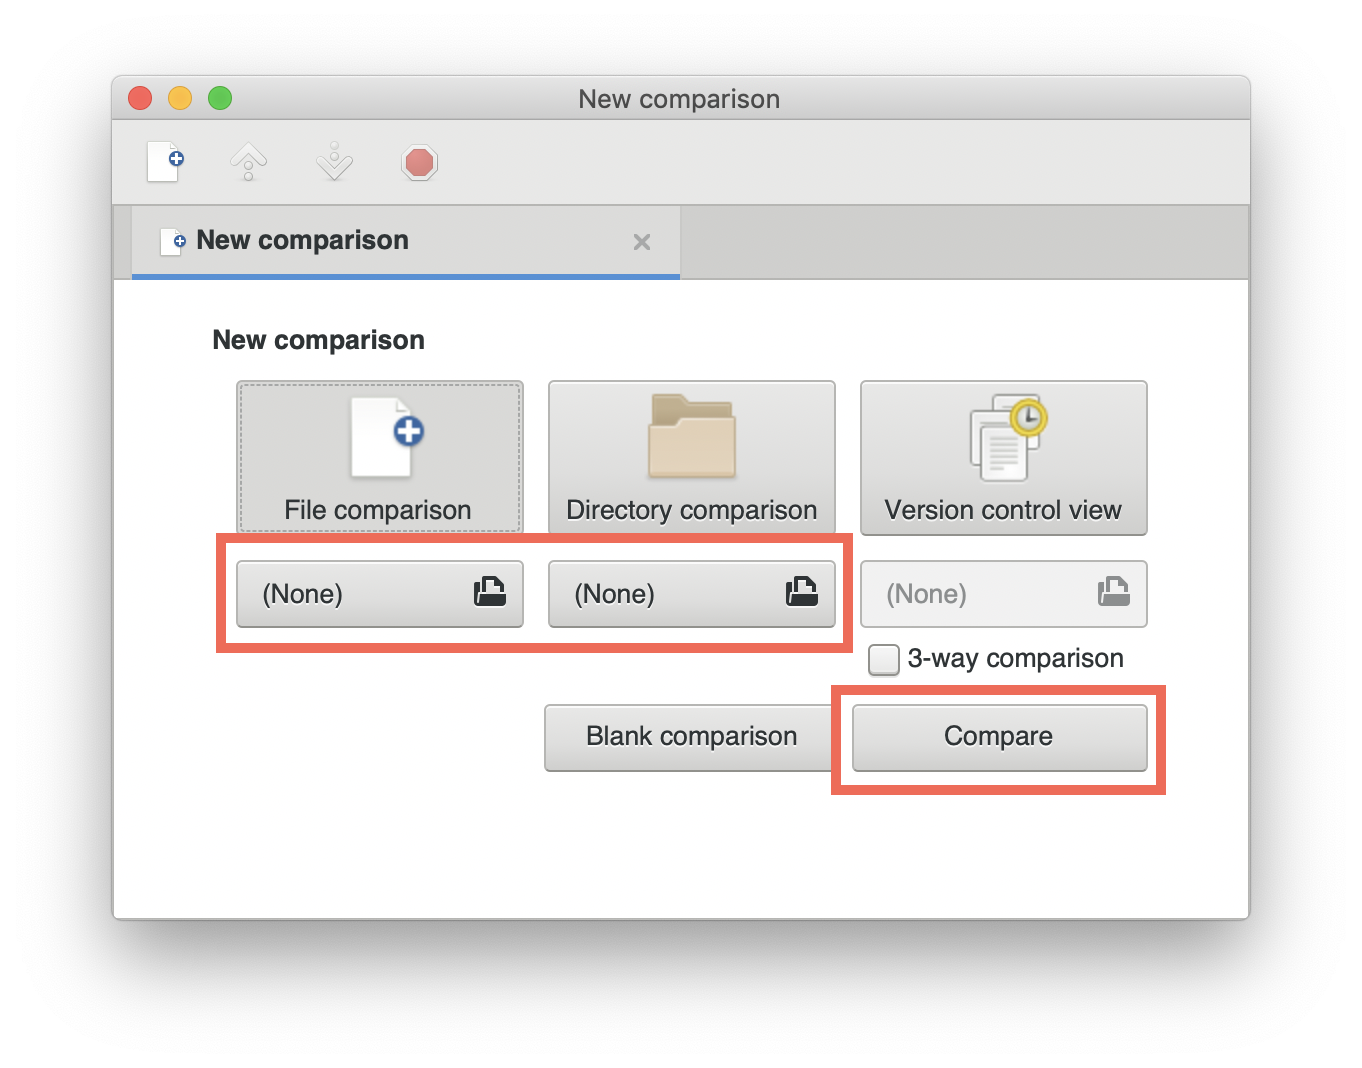 New comparison
New comparison
New comparison
File comparison
Directory comparison
Version control view
(None)
(None)
(None)
3-way comparison
Blank comparison
Compare